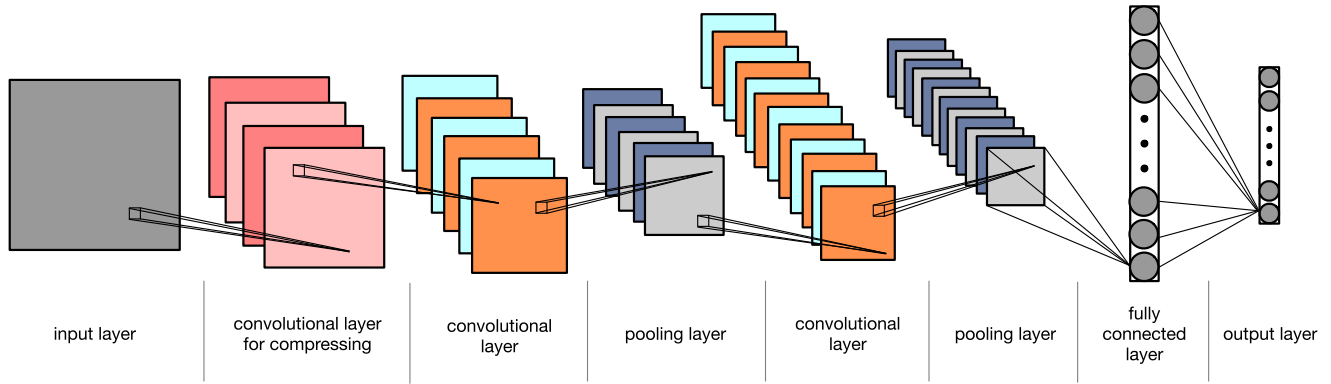 input layer
convolutional layer
for compressing
convolutional
layer
pooling layer
convolutional
layer
pooling layer
fully
connected
layer
output layer